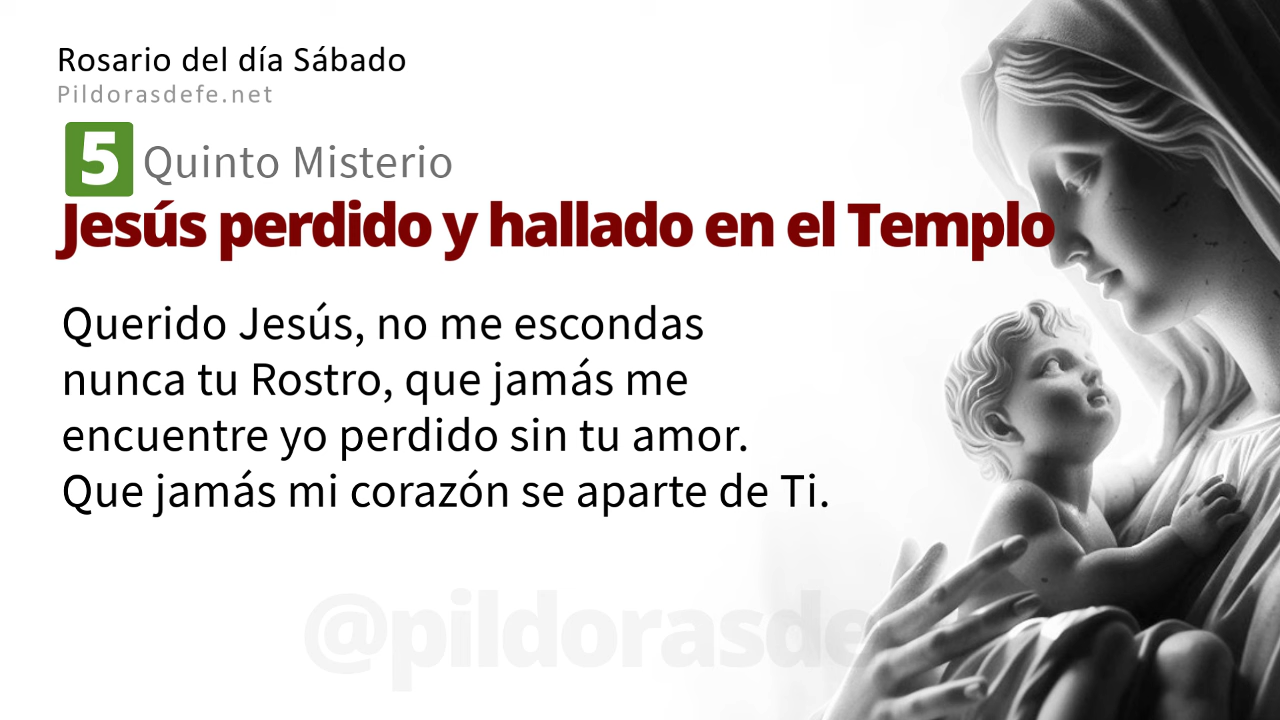 Rosario del día Sábado
Pildorasdefe.net
5 Quinto Misterio
Jesús perdido y hallado en el Templo
Querido Jesús, no me escondas
nunca tu Rostro, que jamás me
encuentre yo perdido sin tu amor.
Que jamás mi corazón se aparte de Ti.
@pildorasde